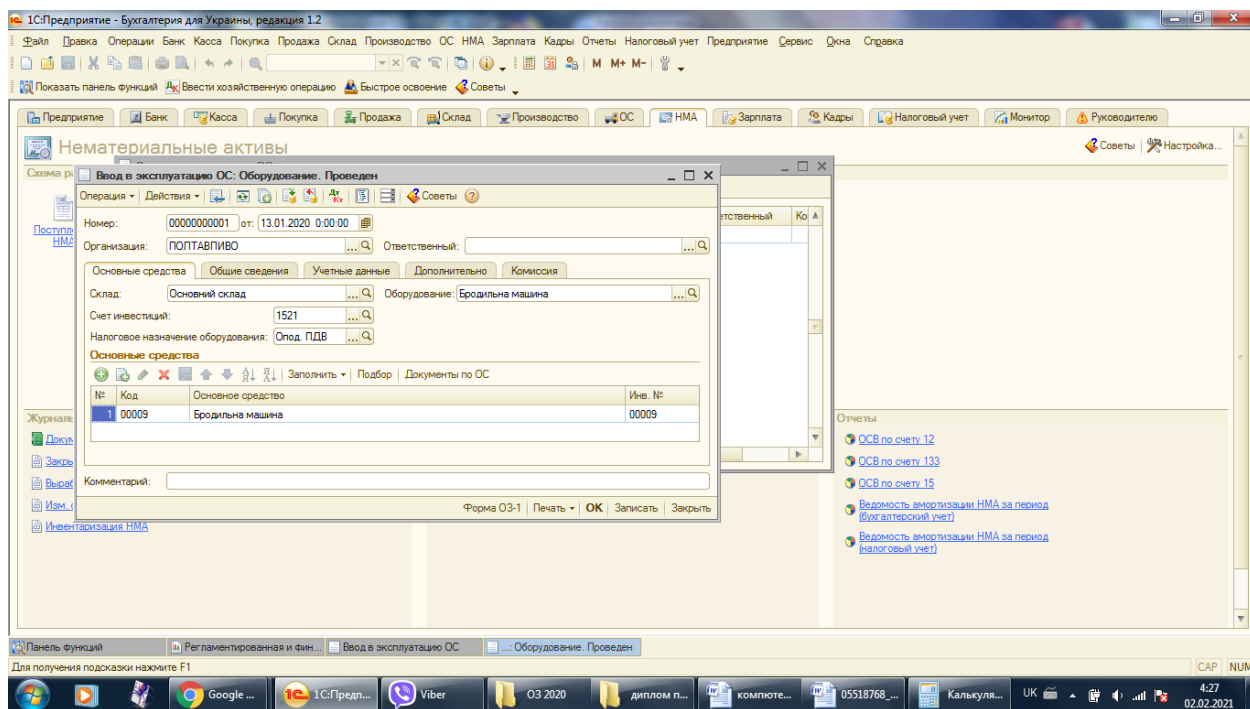 1С:Предприятие - Бухгалтерия для Украины, редакция 1.2
Файл Правка Операции Банк Касса Покупка Продажа Склад Производство ОС НМА Зарплата Кадры Отчеты Налоговый учет Предприятие Сервис Окна Справка
M M+ M-
Показать панель функций Ввести хозяйственную операцию Быстрое освоение Советы
Предприятие Банк Касса Покупка Продажа Склад Производство ОС НМА Зарплата Кадры Налоговый учет Монитор Руководителю
Нематериальные активы
Советы Настройка...
Схема
Ввод в эксплуатацию ОС: Оборудование. Проведен
Операция Действия Советы
Номер: 00000000001 от: 13.01.2020 0:00:00
Организация: ПОЛТАВПИВО ... Ответственный: ...
Основные средства Общие сведения Учетные данные Дополнительно Комиссия
Склад: Основний склад ... Оборудование: Бродильна машина ...
Счет инвестиций: 1521 ...
Налоговое назначение оборудования: Опод. ПДВ ...
Основные средства
Заполнить Подбор Документы по ОС
№ Код Основное средство Инв. №
1 00009 Бродильна машина 00009
Комментарий:
Форма ОЗ-1 Печать OK Записать Закрыть
НМА
Ко
Изм.
Инвентаризация НМА
Отчеты
ОСВ по счету 12
ОСВ по счету 133
ОСВ по счету 15
Ведомость амортизации НМА за период
(бухгалтерский учет)
Ведомость амортизации НМА за период
(налоговый учет)
Панель функций Регламентированная и фин... Ввод в эксплуатацию ОС ...: Оборудование. Проведен
Для получения подсказки нажмите F1
CAP NUM
Google ... 1С:Предп... Viber ОЗ 2020 диплом п... компюте... 05518768_... Калькуля... UK 4:27
02.02.2021